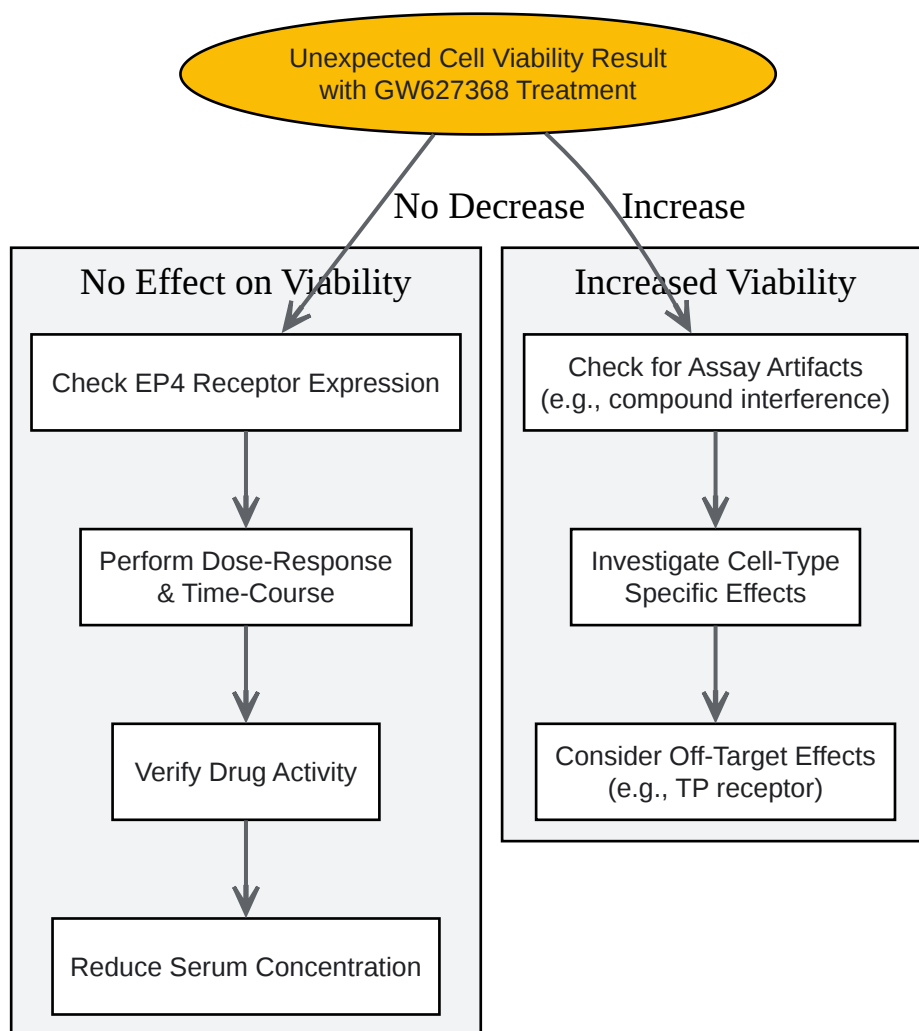 Unexpected Cell Viability Result
with GW627368 Treatment
No Decrease
Increase
No Effect on Viability
Check EP4 Receptor Expression
Perform Dose-Response
& Time-Course
Verify Drug Activity
Reduce Serum Concentration
Increased Viability
Check for Assay Artifacts
(e.g., compound interference)
Investigate Cell-Type
Specific Effects
Consider Off-Target Effects
(e.g., TP receptor)